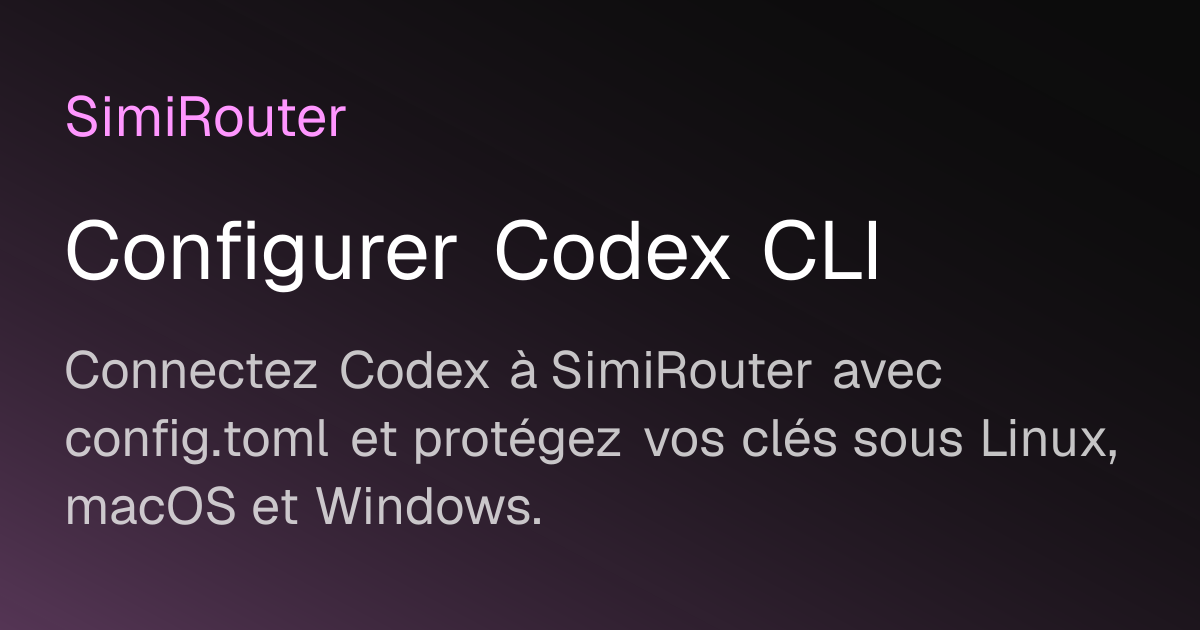 SimiRouter
Configurer Codex CLI
Connectez Codex à SimiRouter avec
config.toml et protégez vos clés sous Linux,
macOS et Windows.